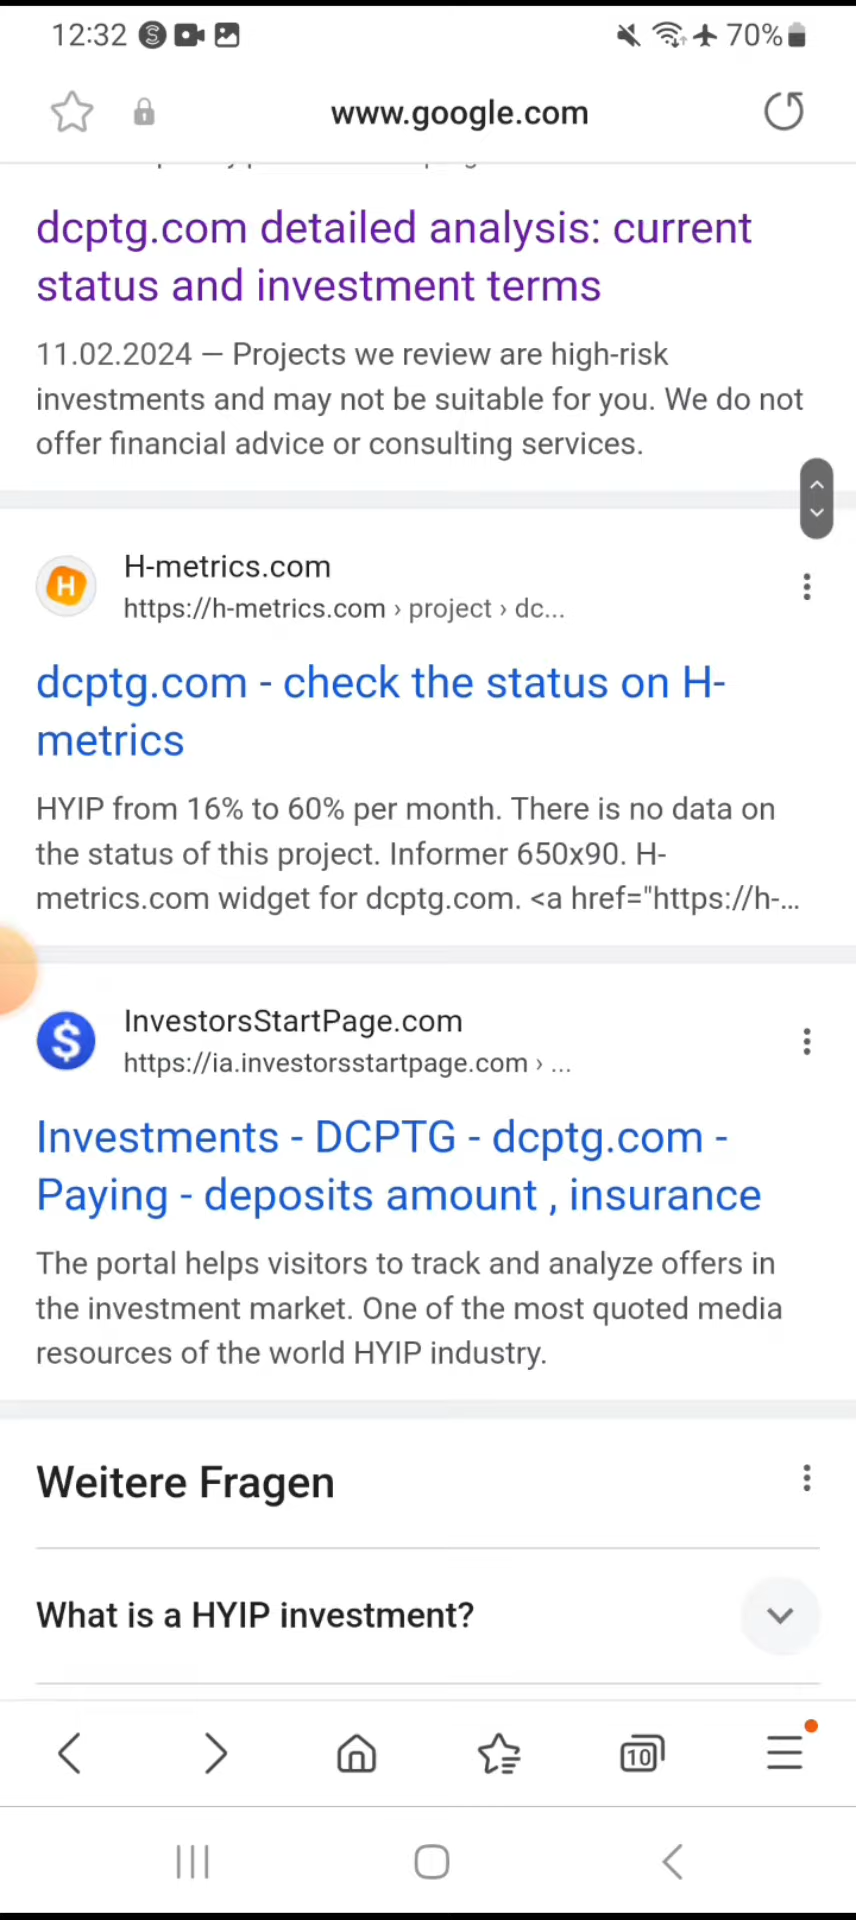 12:32 70%
www.google.com
dcptg.com detailed analysis: current
status and investment terms
11.02.2024 — Projects we review are high-risk
investments and may not be suitable for you. We do not
offer financial advice or consulting services.
H
H-metrics.com
https://h-metrics.com › project › dc...
dcptg.com - check the status on H-
metrics
HYIP from 16% to 60% per month. There is no data on
the status of this project. Informer 650x90. H-
metrics.com widget for dcptg.com. <a href="https://h-...
$
InvestorsStartPage.com
https://ia.investorsstartpage.com › ...
Investments - DCPTG - dcptg.com -
Paying - deposits amount , insurance
The portal helps visitors to track and analyze offers in
the investment market. One of the most quoted media
resources of the world HYIP industry.
Weitere Fragen
What is a HYIP investment?
10